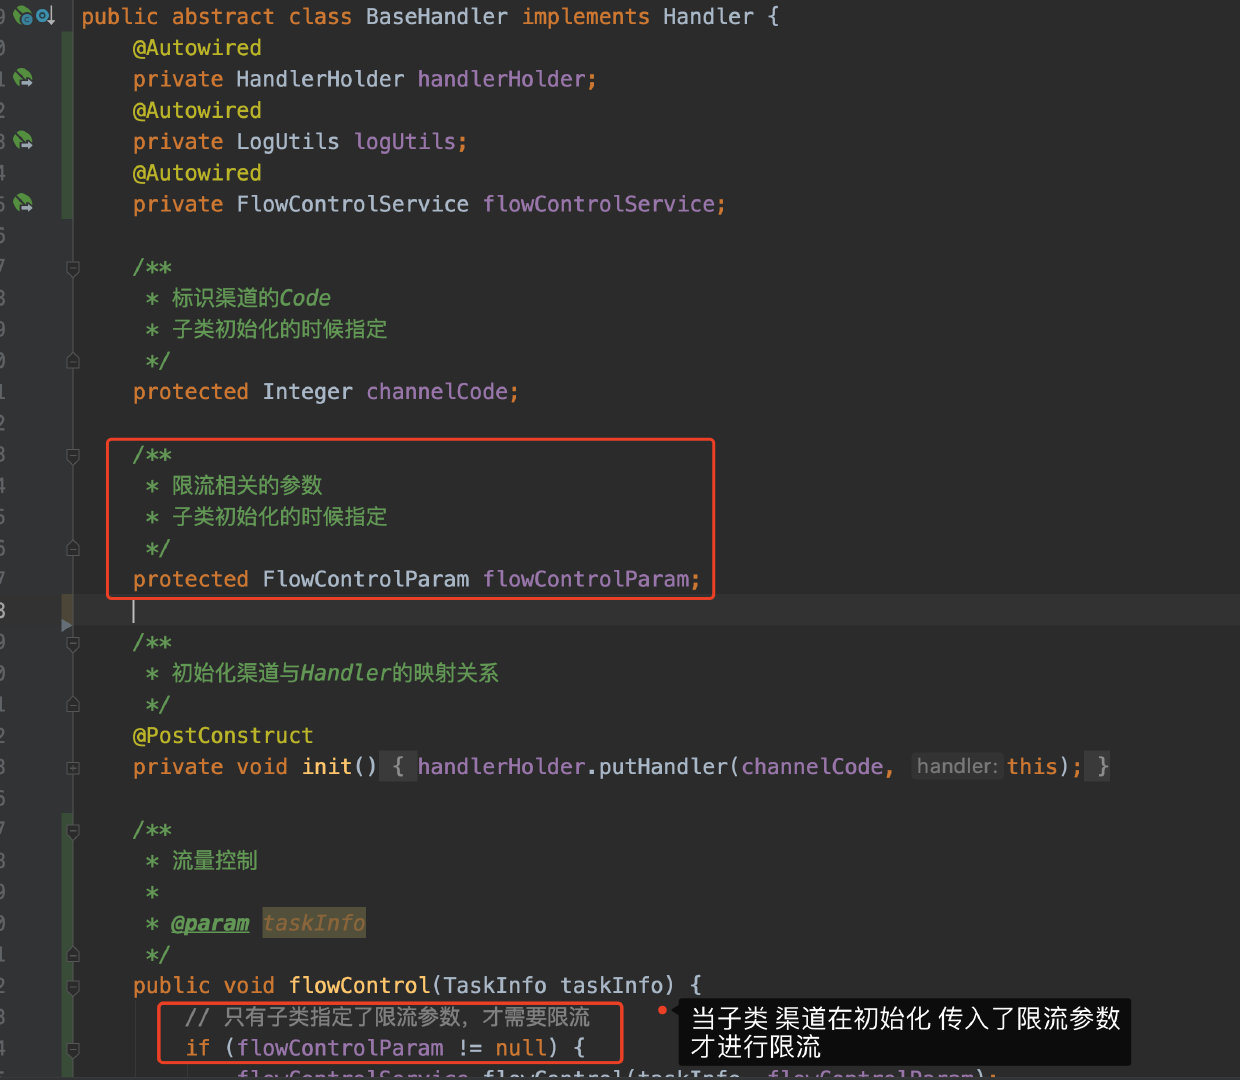 public abstract class BaseHandler implements Handler {
@Autowired
private HandlerHolder handlerHolder;
@Autowired
private LogUtils logUtils;
@Autowired
private FlowControlService flowControlService;
/**
* 标识渠道的Code
* 子类初始化的时候指定
*/
protected Integer channelCode;
/**
* 限流相关的参数
* 子类初始化的时候指定
*/
protected FlowControlParam flowControlParam;
/**
* 初始化渠道与Handler的映射关系
*/
@PostConstruct
private void init() { handlerHolder.putHandler(channelCode, handler: this); }
/**
* 流量控制
*
* @param taskInfo
*/
public void flowControl(TaskInfo taskInfo) {
// 只有子类指定了限流参数，才需要限流
if (flowControlParam != null) {
当子类 渠道在初始化 传入了限流参数
才进行限流
flowControlService.flowControl(taskInfo, flowControlParam);